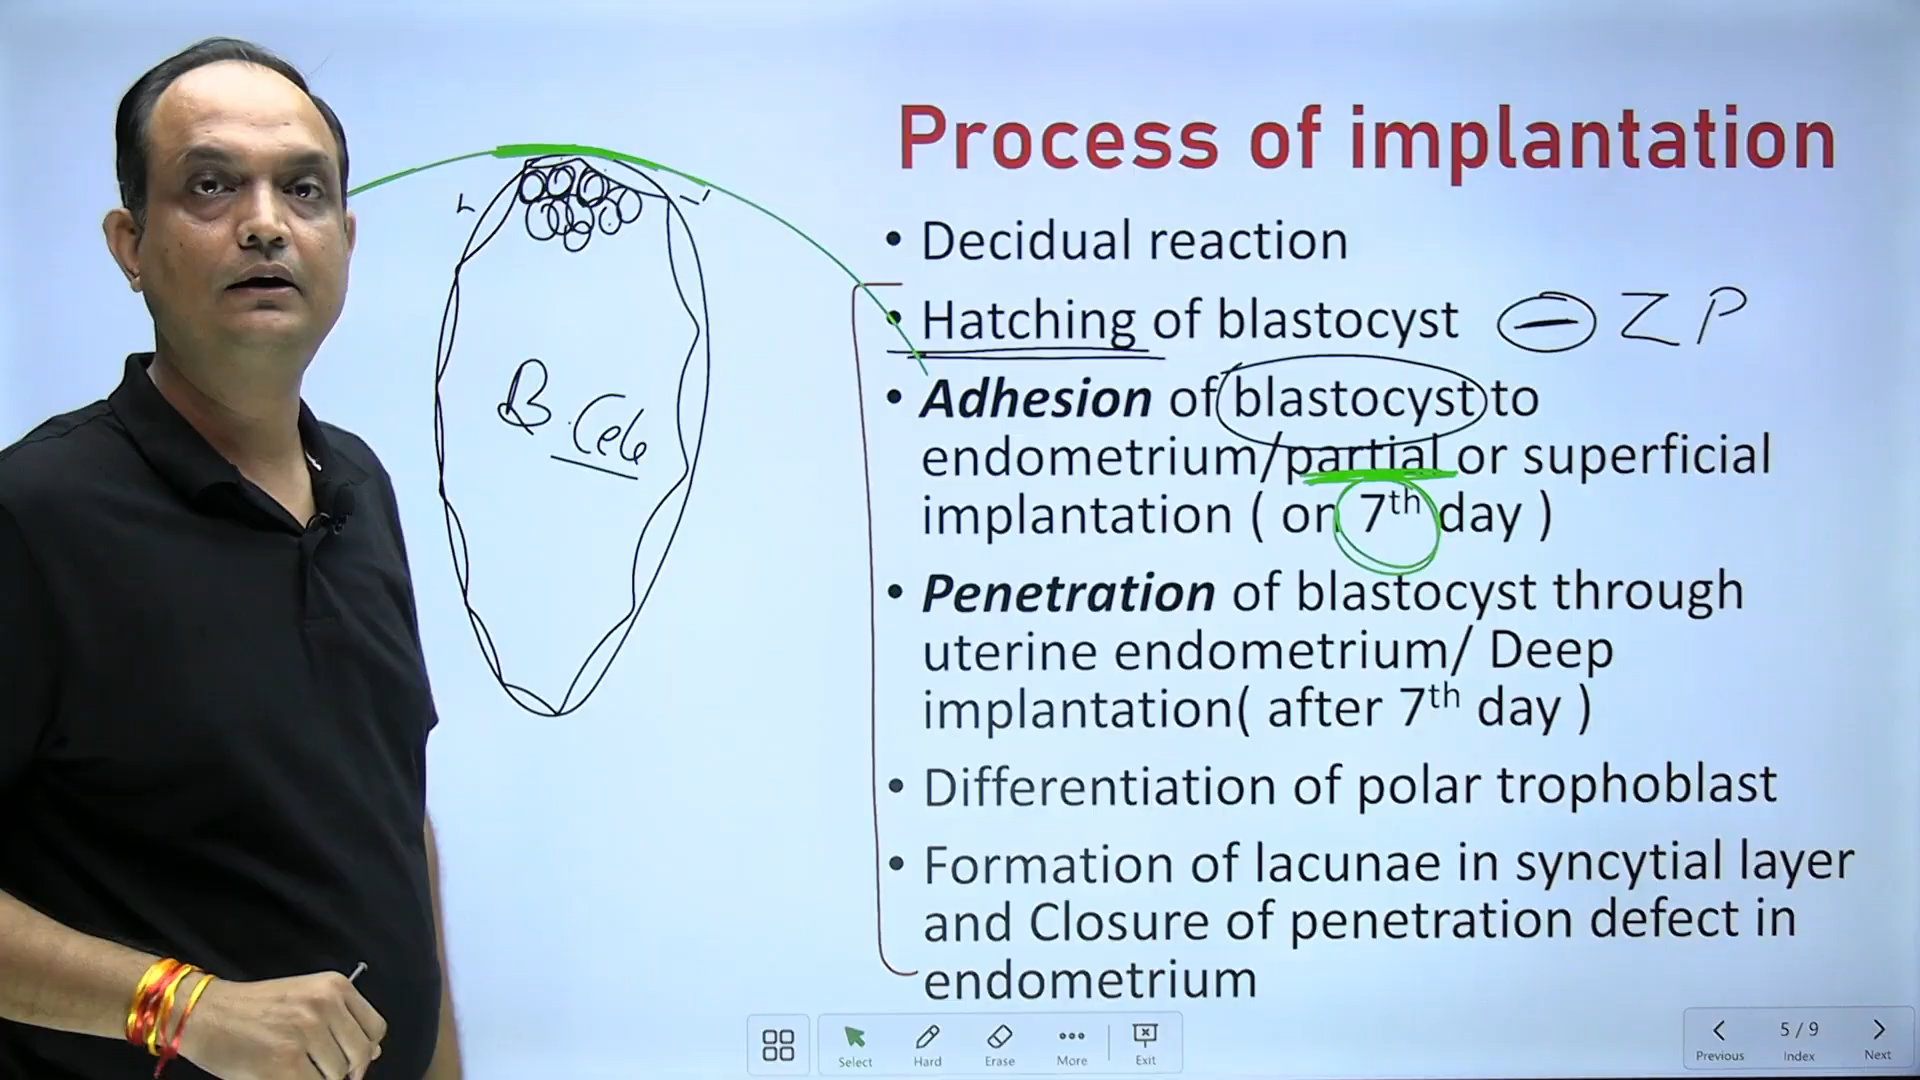 Process of implantation
• Decidual reaction
• Hatching of blastocyst ⊖ Z P
• Adhesion of blastocyst to
endometrium/partial or superficial
implantation ( on 7th day )
• Penetration of blastocyst through
uterine endometrium/ Deep
implantation( after 7th day )
• Differentiation of polar trophoblast
• Formation of lacunae in syncytial layer
and Closure of penetration defect in
endometrium
B. Cele
Select Hard Erase More Exit
5 / 9
Previous Index Next